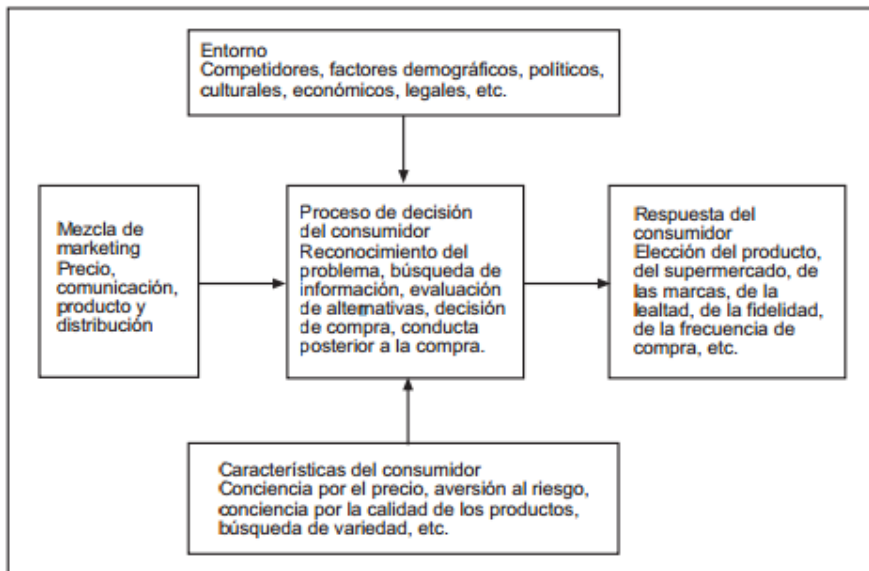 Entorno
Competidores, factores demográficos, políticos,
culturales, económicos, legales, etc.
Mezcla de
marketing
Precio,
comunicación,
producto y
distribución
Proceso de decisión
del consumidor
Reconocimiento del
problema, búsqueda de
información, evaluación
de alternativas, decisión
de compra, conducta
posterior a la compra.
Respuesta del
consumidor
Elección del producto,
del supermercado, de
las marcas, de la
lealtad, de la fidelidad,
de la frecuencia de
compra, etc.
Características del consumidor
Conciencia por el precio, aversión al riesgo,
conciencia por la calidad de los productos,
búsqueda de variedad, etc.